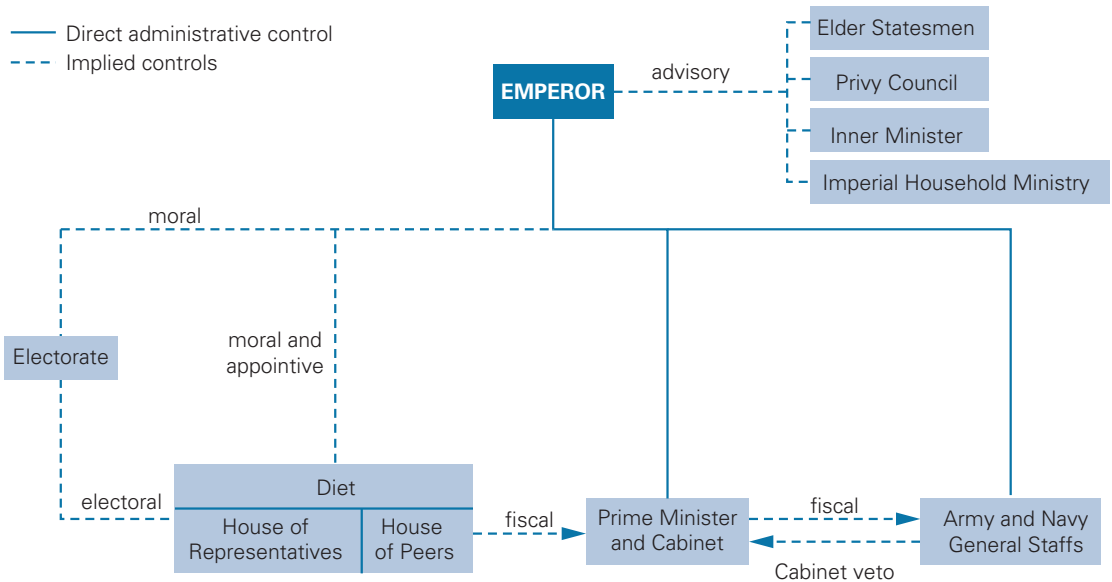 Direct administrative control
Implied controls
EMPEROR
advisory
Elder Statesmen
Privy Council
Inner Minister
Imperial Household Ministry
moral
Electorate
moral and
appointive
electoral
Diet
House of
Representatives
House
of Peers
fiscal
Prime Minister
and Cabinet
fiscal
Cabinet veto
Army and Navy
General Staffs